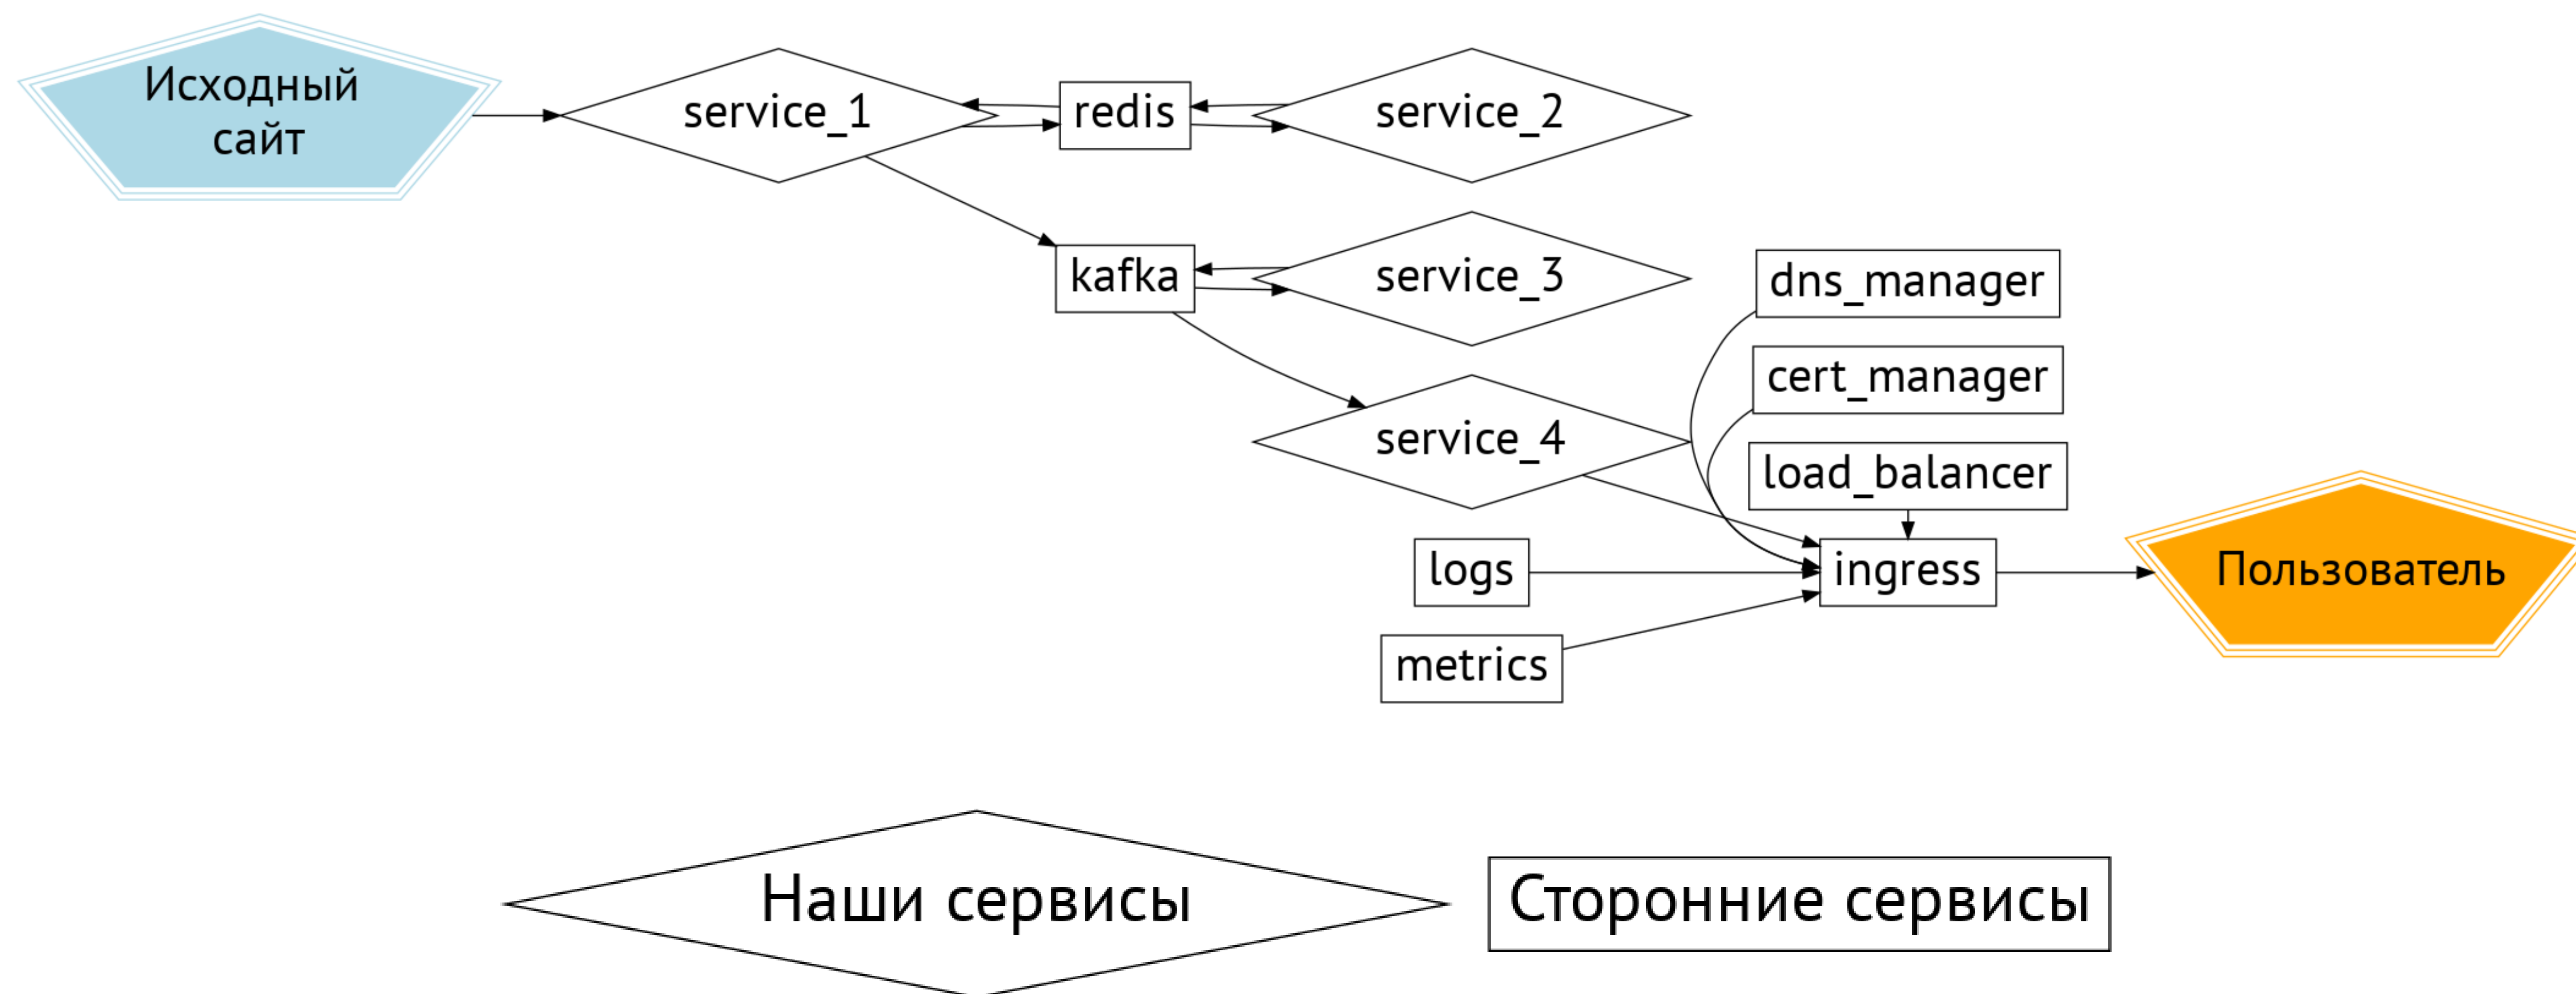 Исходный
сайт
service_1
redis
service_2
kafka
service_3
dns_manager
cert_manager
service_4
load_balancer
logs
ingress
Пользователь
metrics
Наши сервисы
Сторонние сервисы